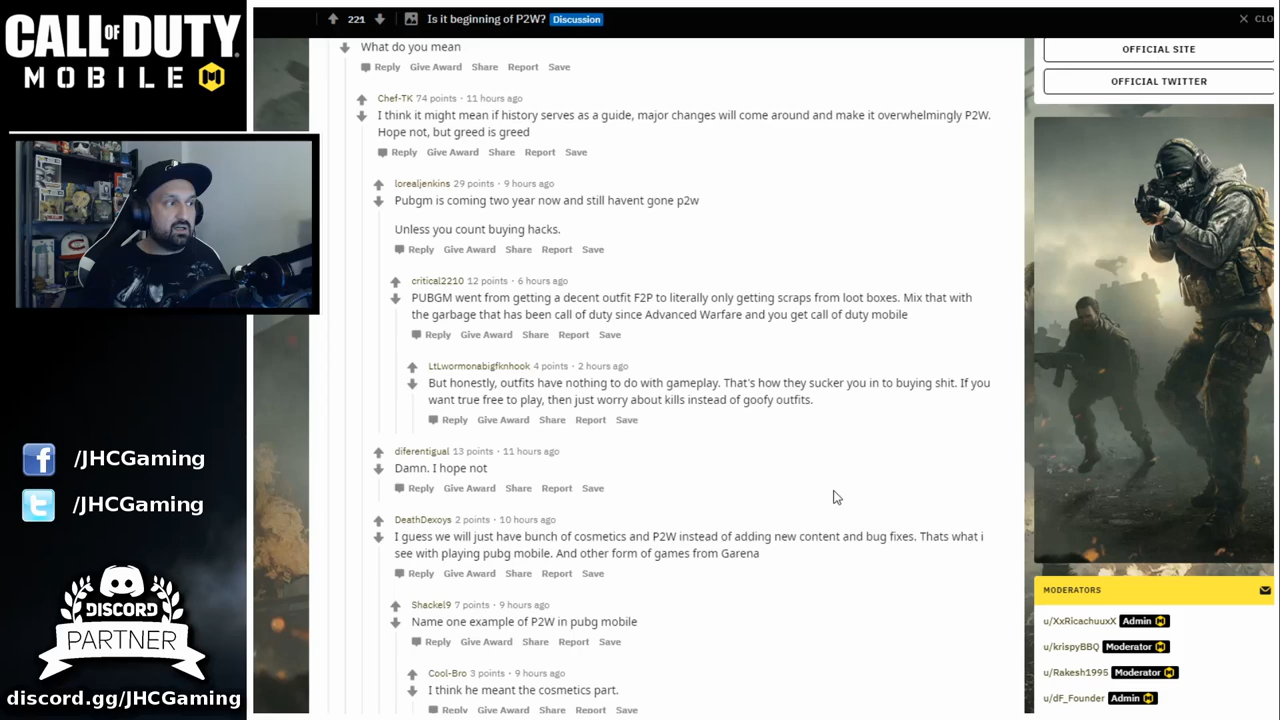 CALL OF DUTY
MOBILE
221 Is it beginning of P2W? Discussion
CLO
What do you mean
Reply Give Award Share Report Save
Chef-TK 74 points · 11 hours ago
I think it might mean if history serves as a guide, major changes will come around and make it overwhelmingly P2W.
Hope not, but greed is greed
Reply Give Award Share Report Save
lorealjenkins 29 points · 9 hours ago
Pubgm is coming two year now and still havent gone p2w
Unless you count buying hacks.
Reply Give Award Share Report Save
critical2210 12 points · 6 hours ago
PUBGM went from getting a decent outfit F2P to literally only getting scraps from loot boxes. Mix that with
the garbage that has been call of duty since Advanced Warfare and you get call of duty mobile
Reply Give Award Share Report Save
LtLwormonabigfknhook 4 points · 2 hours ago
But honestly, outfits have nothing to do with gameplay. That's how they sucker you in to buying shit. If you
want true free to play, then just worry about kills instead of goofy outfits.
Reply Give Award Share Report Save
diferentigual 13 points · 11 hours ago
Damn. I hope not
Reply Give Award Share Report Save
DeathDexoys 2 points · 10 hours ago
I guess we will just have bunch of cosmetics and P2W instead of adding new content and bug fixes. Thats what i
see with playing pubg mobile. And other form of games from Garena
Reply Give Award Share Report Save
Shackel9 7 points · 9 hours ago
Name one example of P2W in pubg mobile
Reply Give Award Share Report Save
Cool-Bro 3 points · 9 hours ago
I think he meant the cosmetics part.
Reply Give Award Share Report Save
OFFICIAL SITE
OFFICIAL TWITTER
MODERATORS
u/XxRicachuuxX Admin
u/krispyBBQ Moderator
u/Rakesh1995 Moderator
u/dF_Founder Admin
/JHCGaming
/JHCGaming
DISCORD
PARTNER
discord.gg/JHCGaming